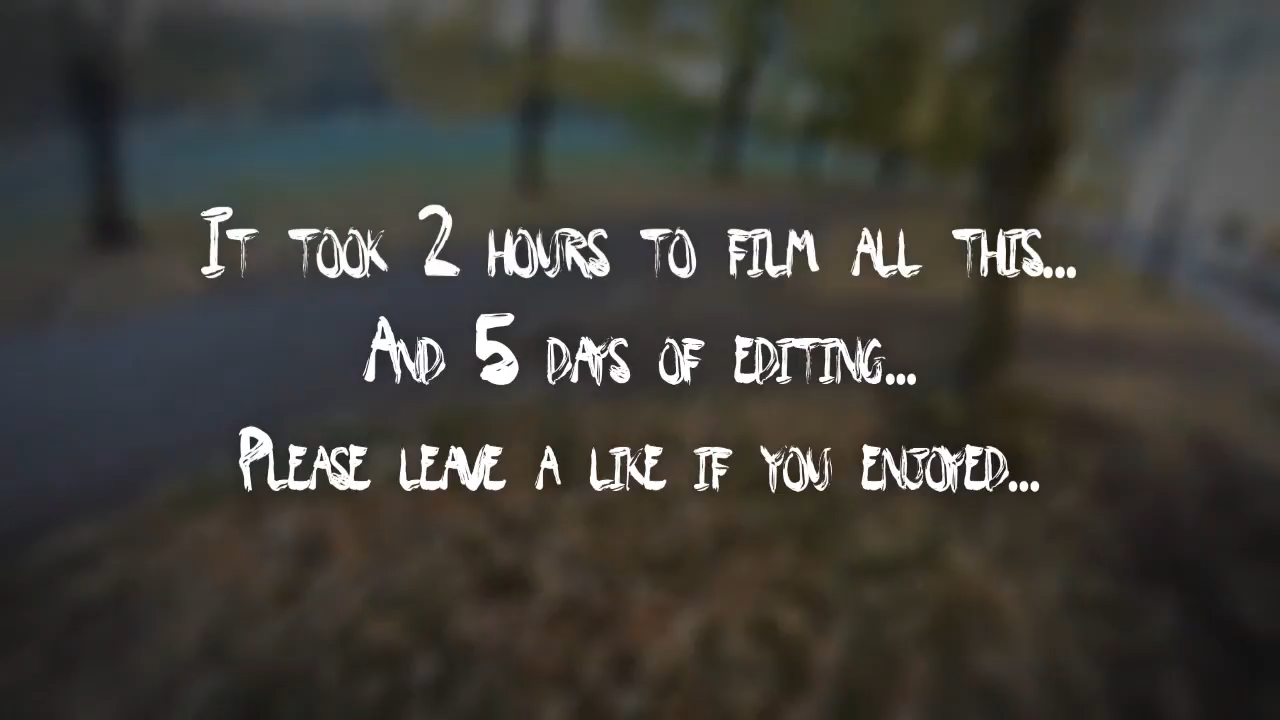 It took 2 hours to film all this...
And 5 days of editing...
Please leave a like if you enjoyed...